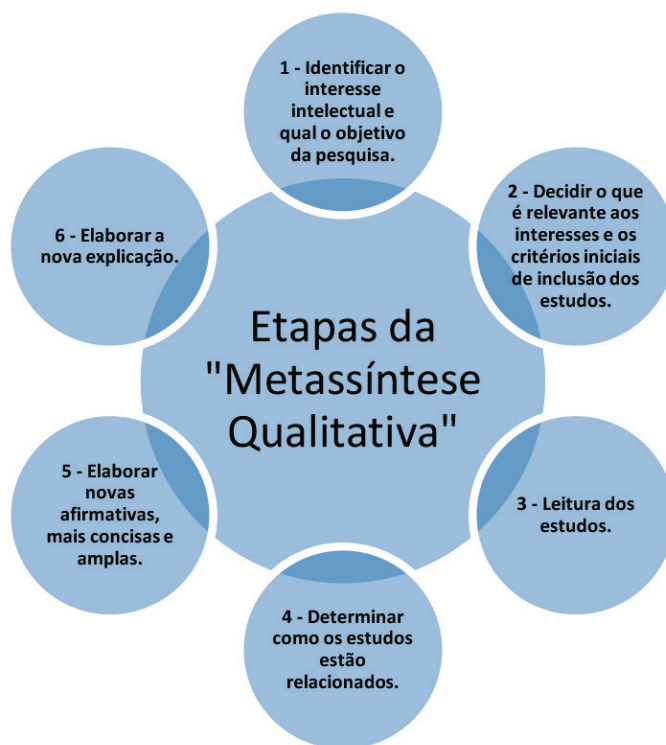 1 - Identificar o
interesse
intelectual e
qual o objetivo
da pesquisa.
2 - Decidir o que
é relevante aos
interesses e os
critérios iniciais
de inclusão dos
estudos.
3 - Leitura dos
estudos.
4 - Determinar
como os estudos
estão
relacionados.
5 - Elaborar
novas
afirmativas,
mais concisas e
amplas.
6 - Elaborar a
nova explicação.
Etapas da
"Metassíntese
Qualitativa"